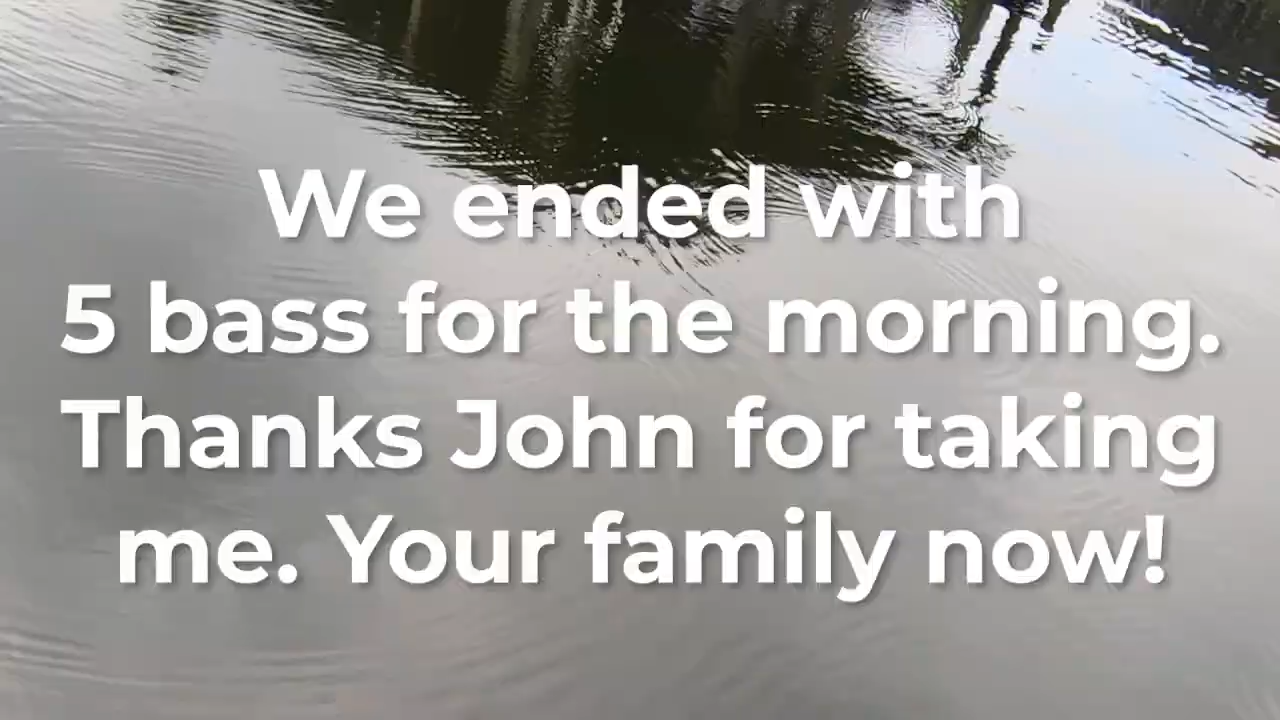 We ended with
5 bass for the morning.
Thanks John for taking
me. Your family now!